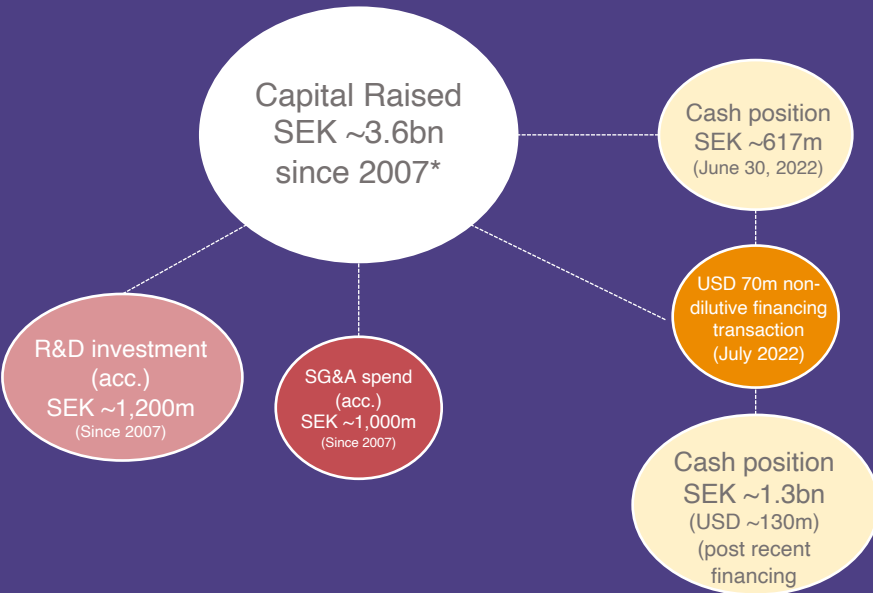 Capital Raised
SEK ~3.6bn
since 2007*
Cash position
SEK ~617m
(June 30, 2022)
USD 70m non-
dilutive financing
transaction
(July 2022)
R&D investment
(acc.)
SEK ~1,200m
(Since 2007)
SG&A spend
(acc.)
SEK ~1,000m
(Since 2007)
Cash position
SEK ~1.3bn
(USD ~130m)
(post recent
financing